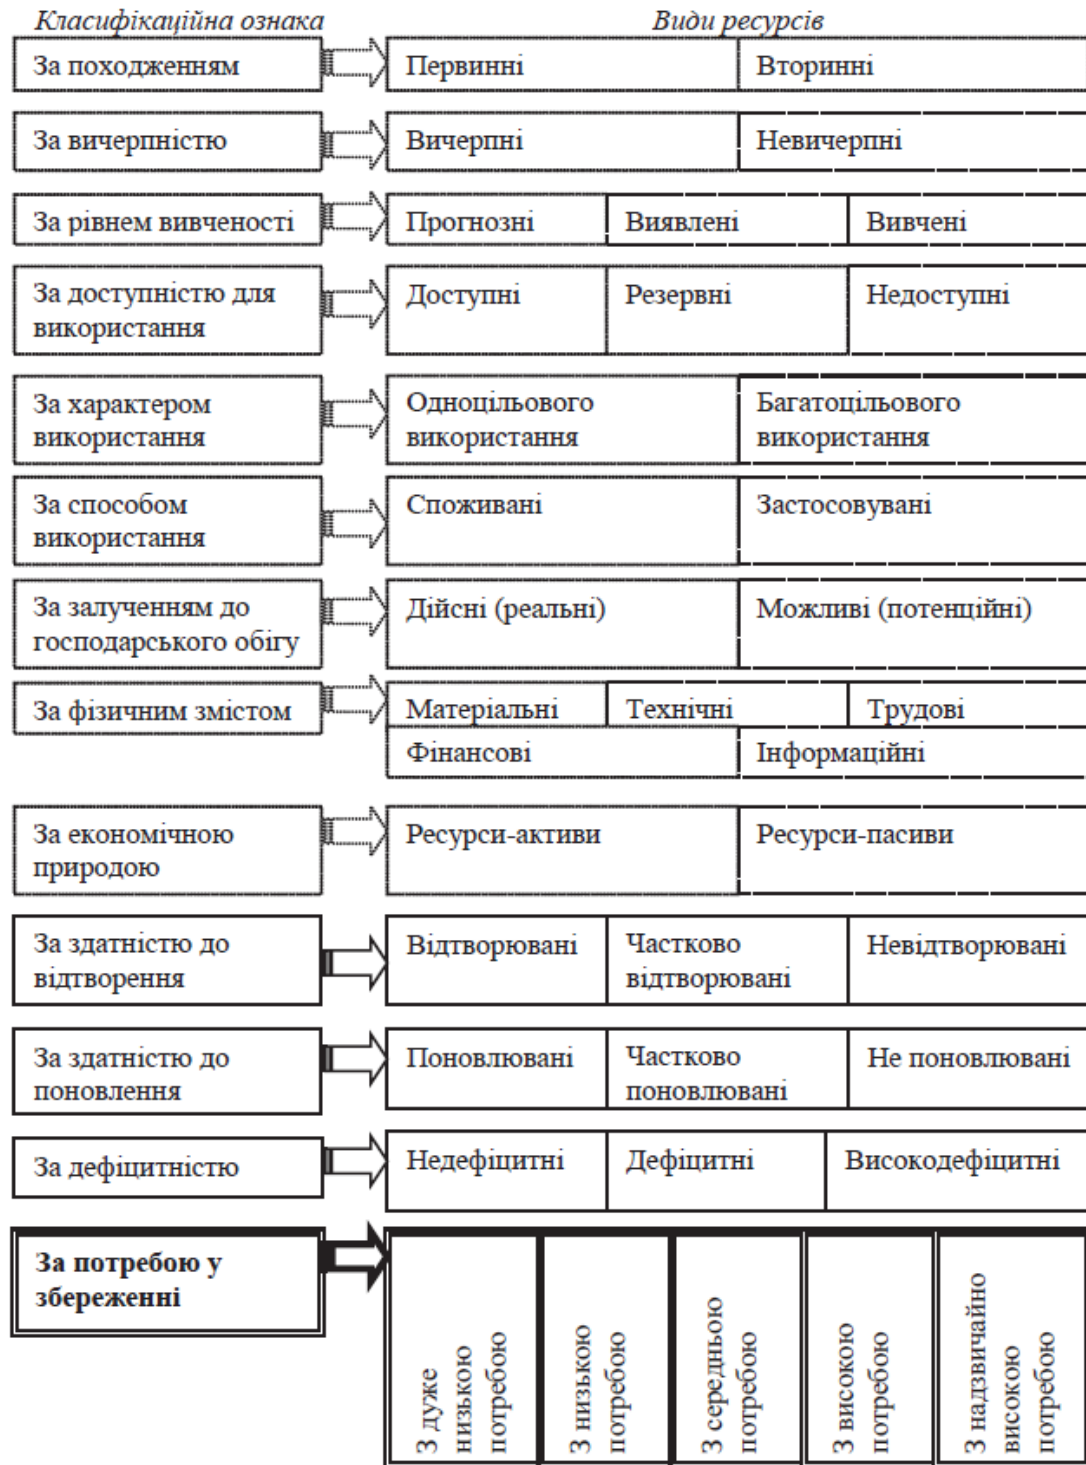 Класифікаційна ознака Види ресурсів
За походженням Первинні Вторинні
За вичерпністю Вичерпні Невичерпні
За рівнем вивченості Прогнозні Виявлені Вивчені
За доступністю для Доступні Резервні Недоступні
використання
За характером Одноцільового Багатоцільового
використання використання використання
За способом Споживані Застосовувані
використання
За залученням до Дійсні (реальні) Можливі (потенційні)
господарського обігу
За фізичним змістом Матеріальні Технічні Трудові
Фінансові Інформаційні
За економічною Ресурси-активи Ресурси-пасиви
природою
За здатністю до Відтворювані Частково Невідтворювані
відтворення відтворювані
За здатністю до Поновлювані Частково Не поновлювані
поновлення поновлювані
За дефіцитністю Недефіцитні Дефіцитні Високодефіцитні
За потребою у
збереженні
З дуже
низькою
потребою
З низькою
потребою
З середньою
потребою
З високою
потребою
З надзвичайно
високою
потребою